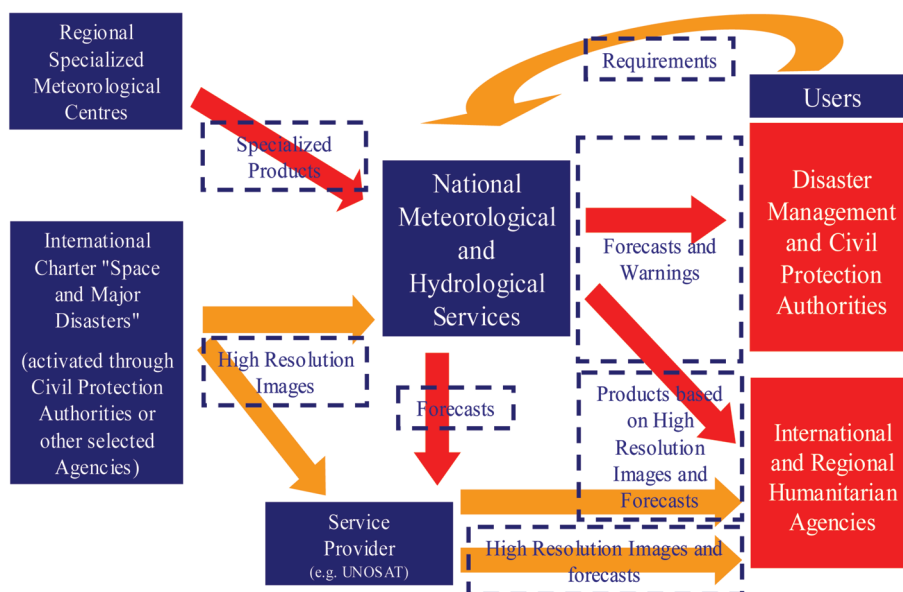 Regional
Specialized
Meteorological
Centres
Requirements
Users
Specialized
Products
National
Meteorological
and
Hydrological
Services
Forecasts and
Warnings
Disaster
Management
and Civil
Protection
Authorities
International
Charter "Space
and Major
Disasters"
(activated through
Civil Protection
Authorities or
other selected
Agencies)
High Resolution
Images
Forecasts
Products based
on High
Resolution
Images and
Forecasts
International
and Regional
Humanitarian
Agencies
Service
Provider
(e.g. UNOSAT)
High Resolution Images and
forecasts